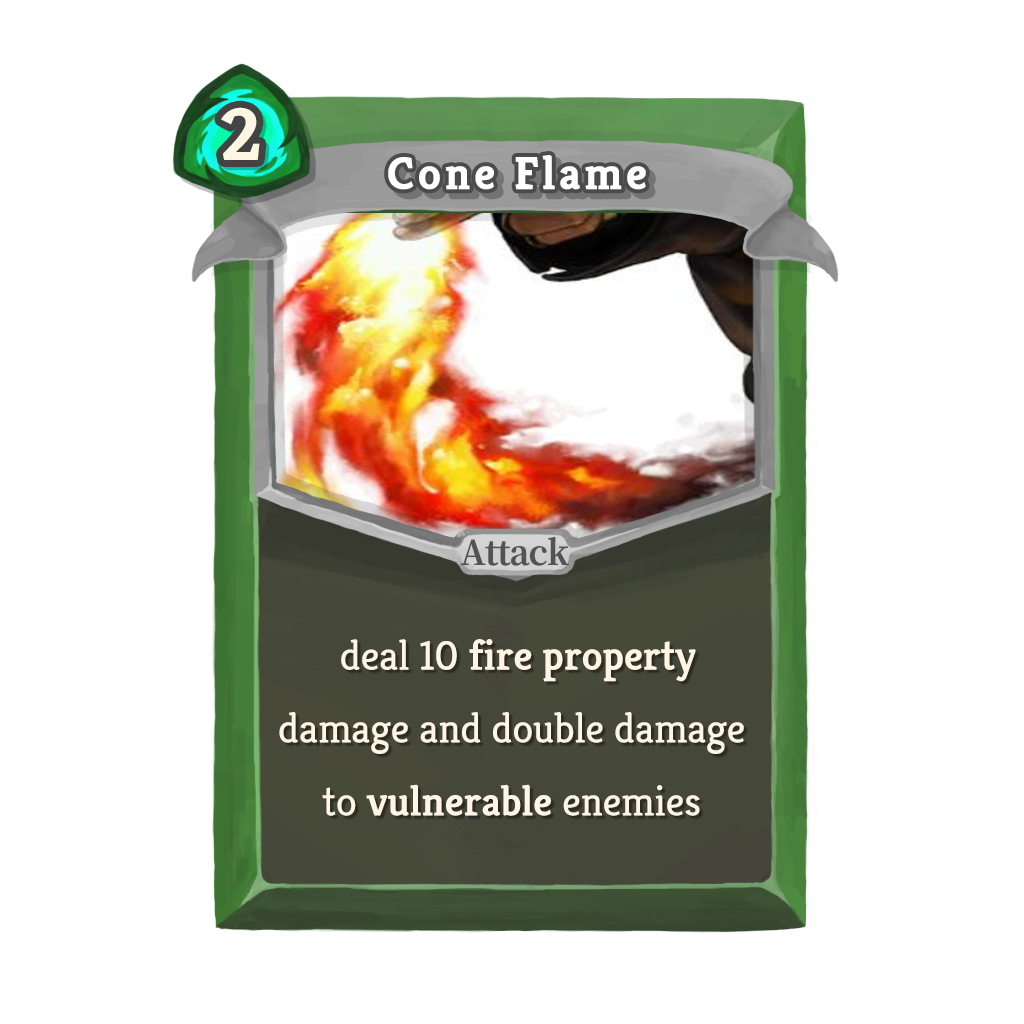 2
Cone Flame
Attack
deal 10 fire property
damage and double damage
to vulnerable enemies